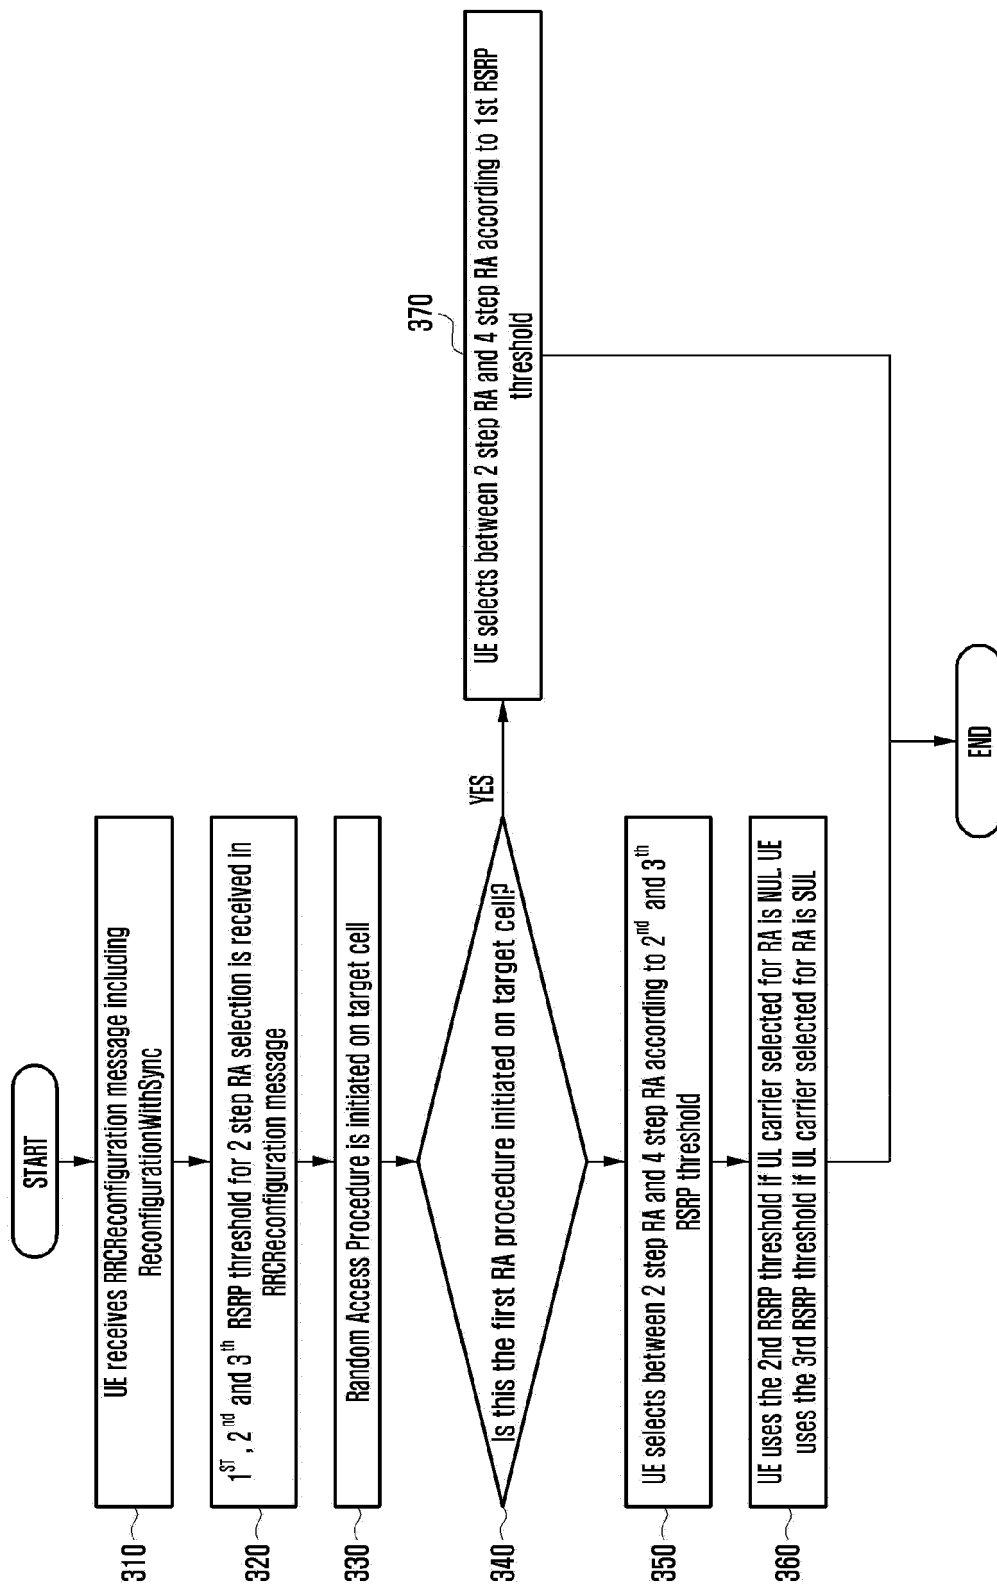 START
310
UE receives RRCReconfiguration message including
ReconfigurationWithSync
320
1ST, 2nd and 3th RSRP threshold for 2 step RA selection is received in
RRCReconfiguration message
330
Random Access Procedure is initiated on target cell
340
Is this the first RA procedure initiated on target cell?
YES
370
UE selects between 2 step RA and 4 step RA according to 1st RSRP
threshold
350
UE selects between 2 step RA and 4 step RA according to 2nd and 3th
RSRP threshold
360
UE uses the 2nd RSRP threshold if UL carrier selected for RA is NUL. UE
uses the 3rd RSRP threshold if UL carrier selected for RA is SUL
END